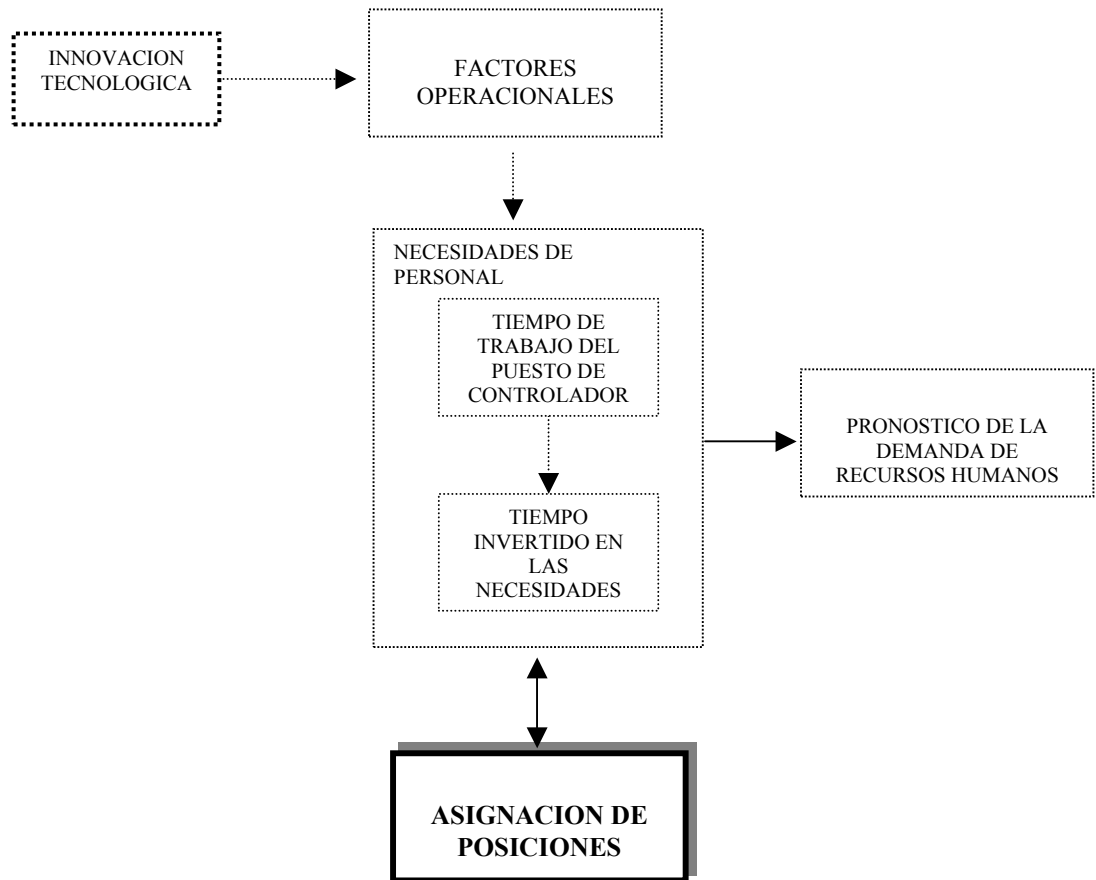 INNOVACION
TECNOLOGICA
FACTORES
OPERACIONALES
NECESIDADES DE
PERSONAL
TIEMPO DE
TRABAJO DEL
PUESTO DE
CONTROLADOR
TIEMPO
INVERTIDO EN
LAS
NECESIDADES
PRONOSTICO DE LA
DEMANDA DE
RECURSOS HUMANOS
ASIGNACION DE
POSICIONES